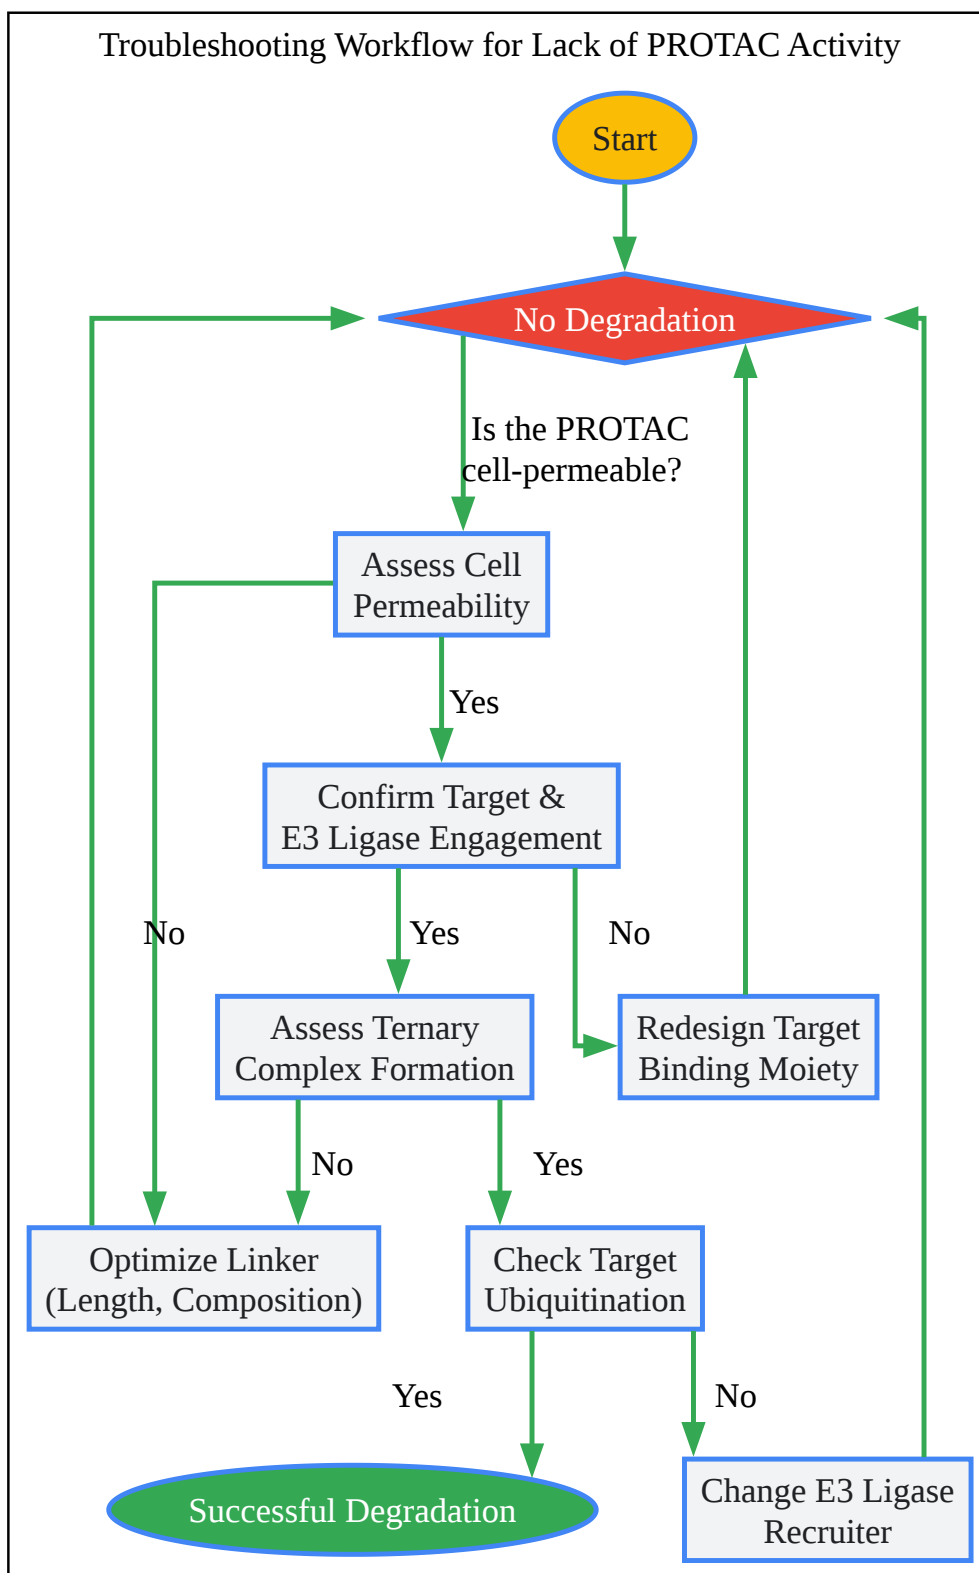 Troubleshooting Workflow for Lack of PROTAC Activity
Start
No Degradation
Is the PROTAC
cell-permeable?
Assess Cell
Permeability
Yes
Confirm Target &
E3 Ligase Engagement
No
Yes
No
Assess Ternary
Complex Formation
Redesign Target
Binding Moiety
No
Yes
Optimize Linker
(Length, Composition)
Check Target
Ubiquitination
Yes
No
Successful Degradation
Change E3 Ligase
Recruiter